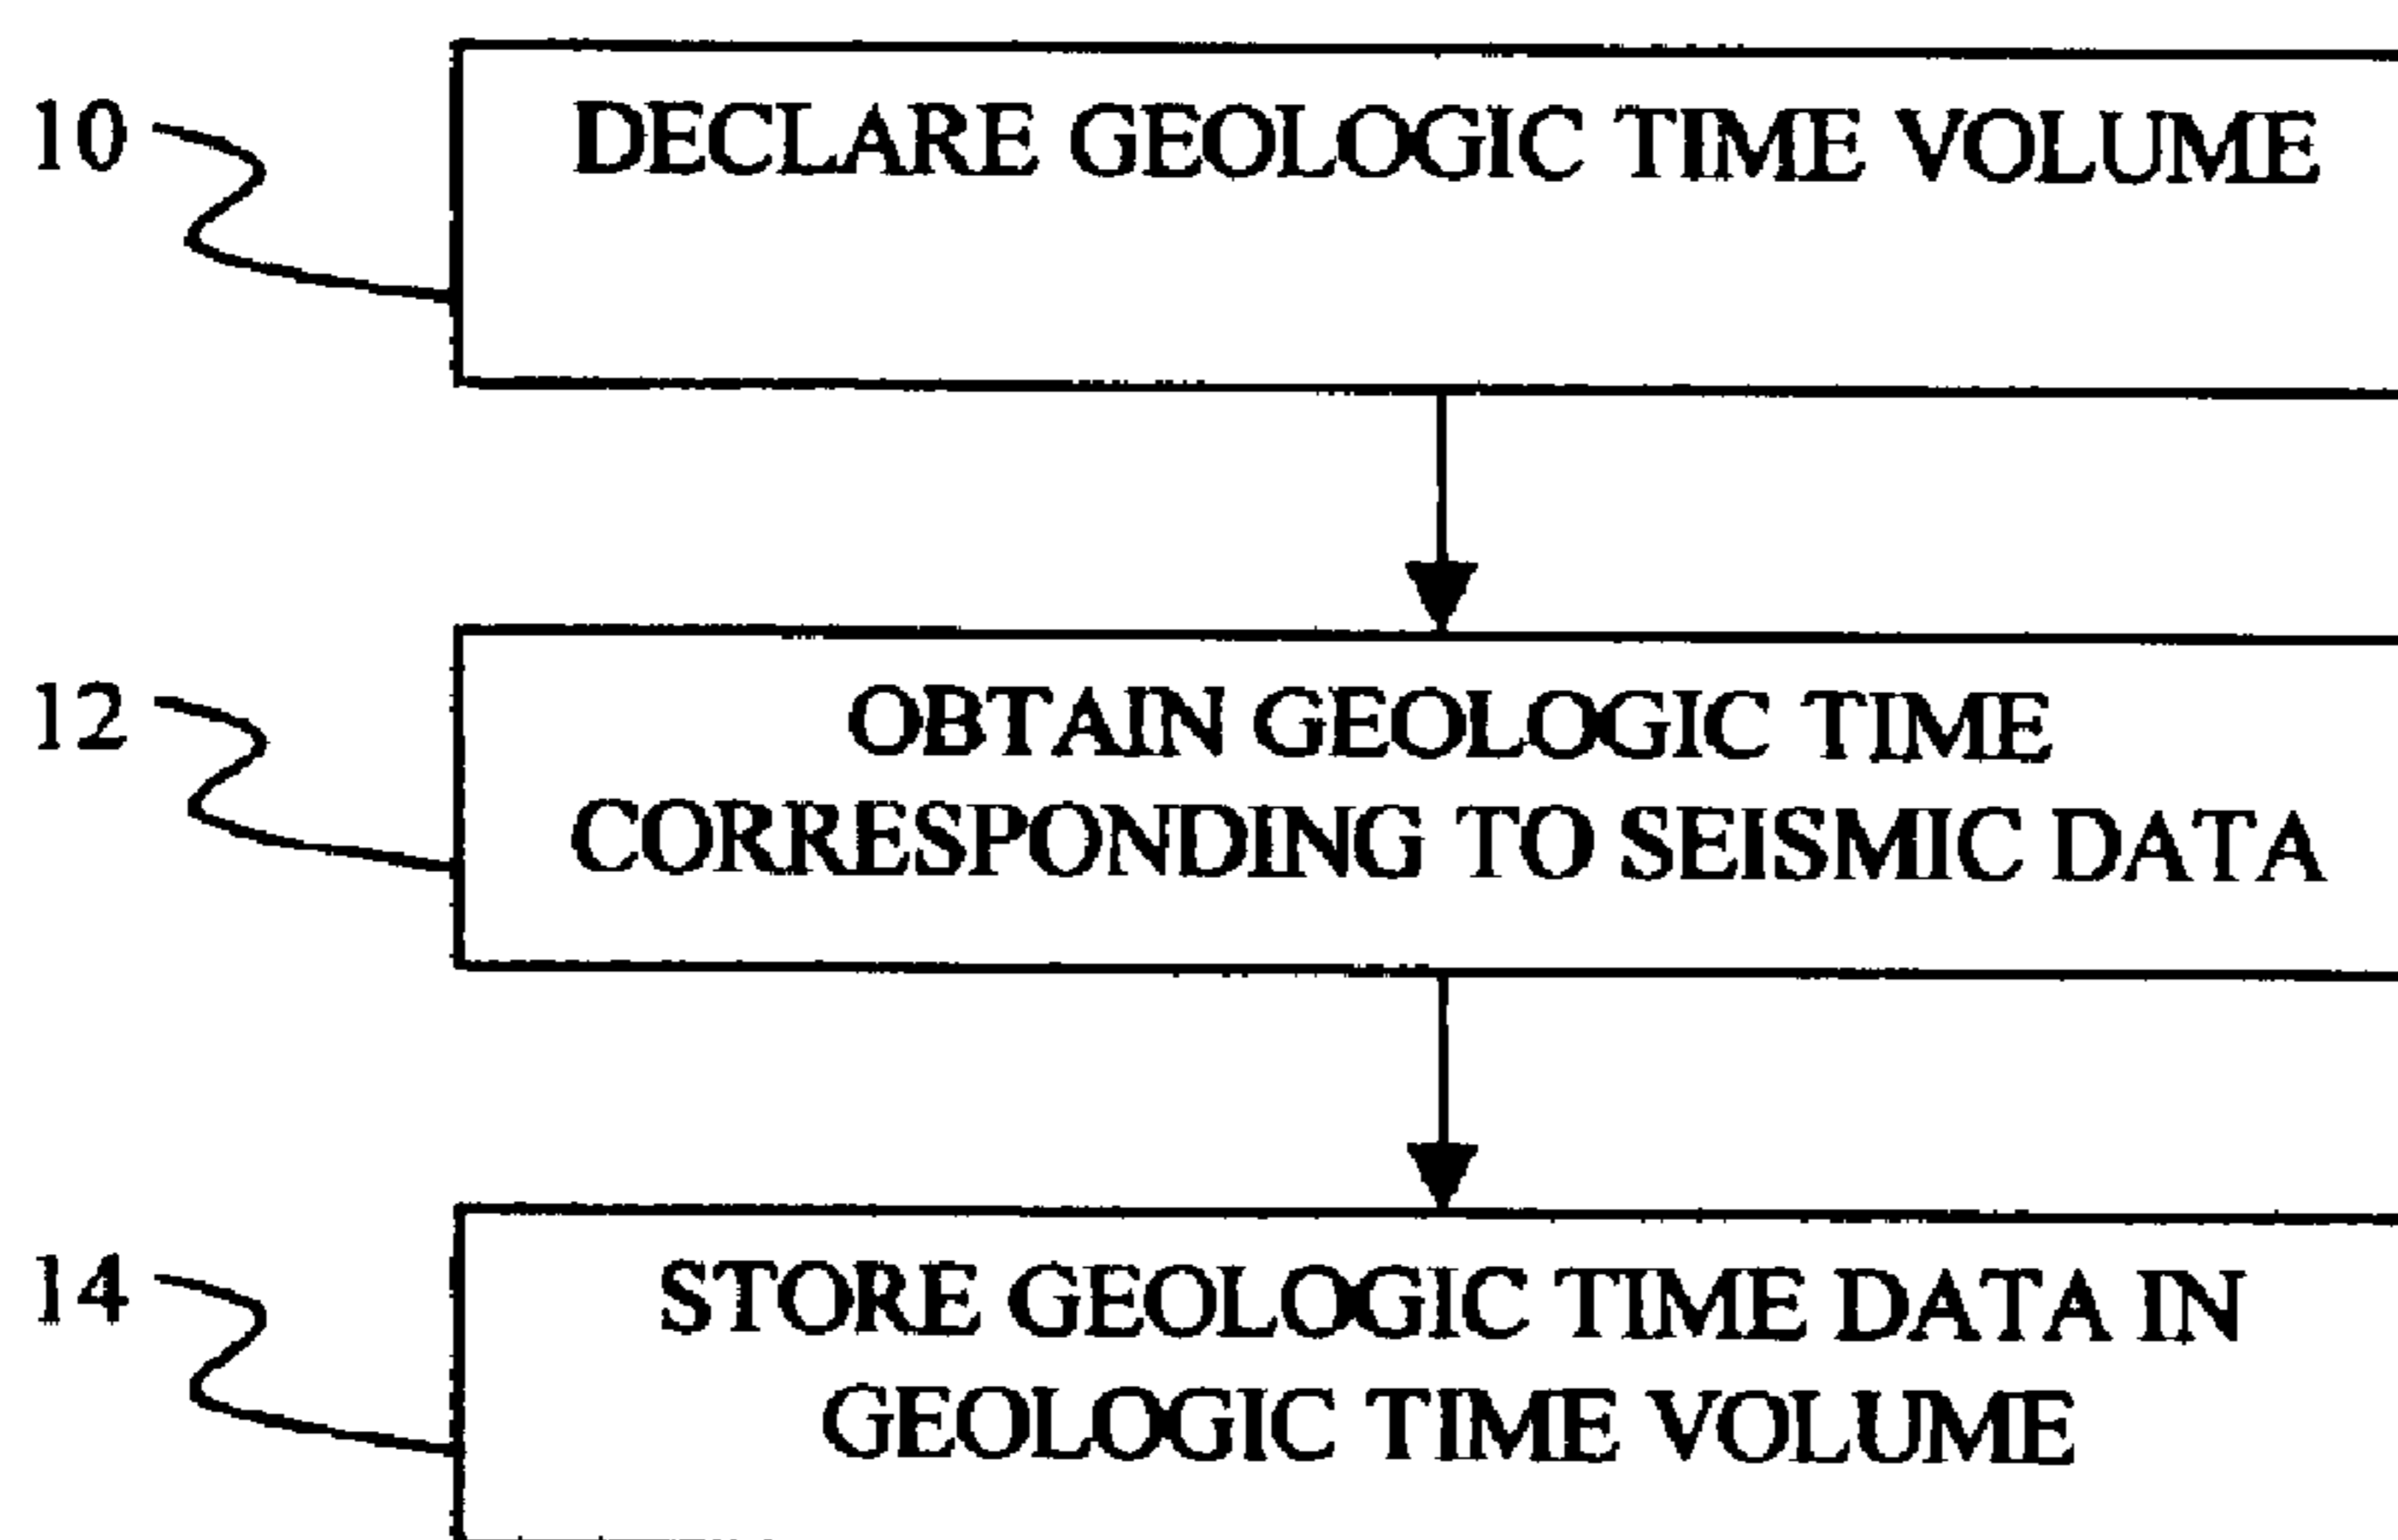 10
DECLARE GEOLOGIC TIME VOLUME
12
OBTAIN GEOLOGIC TIME
CORRESPONDING TO SEISMIC DATA
14
STORE GEOLOGIC TIME DATA IN
GEOLOGIC TIME VOLUME